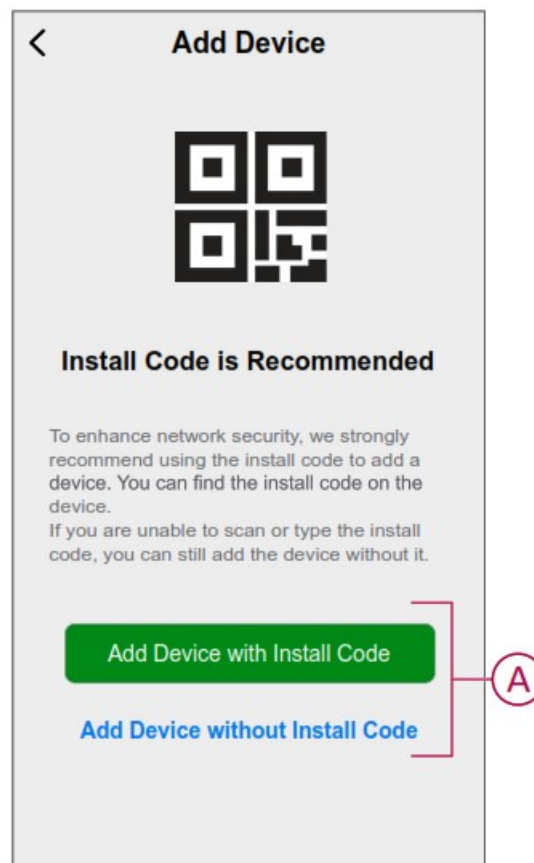 Add Device
Install Code is Recommended
To enhance network security, we strongly
recommend using the install code to add a
device. You can find the install code on the
device.
If you are unable to scan or type the install
code, you can still add the device without it.
Add Device with Install Code
A
Add Device without Install Code